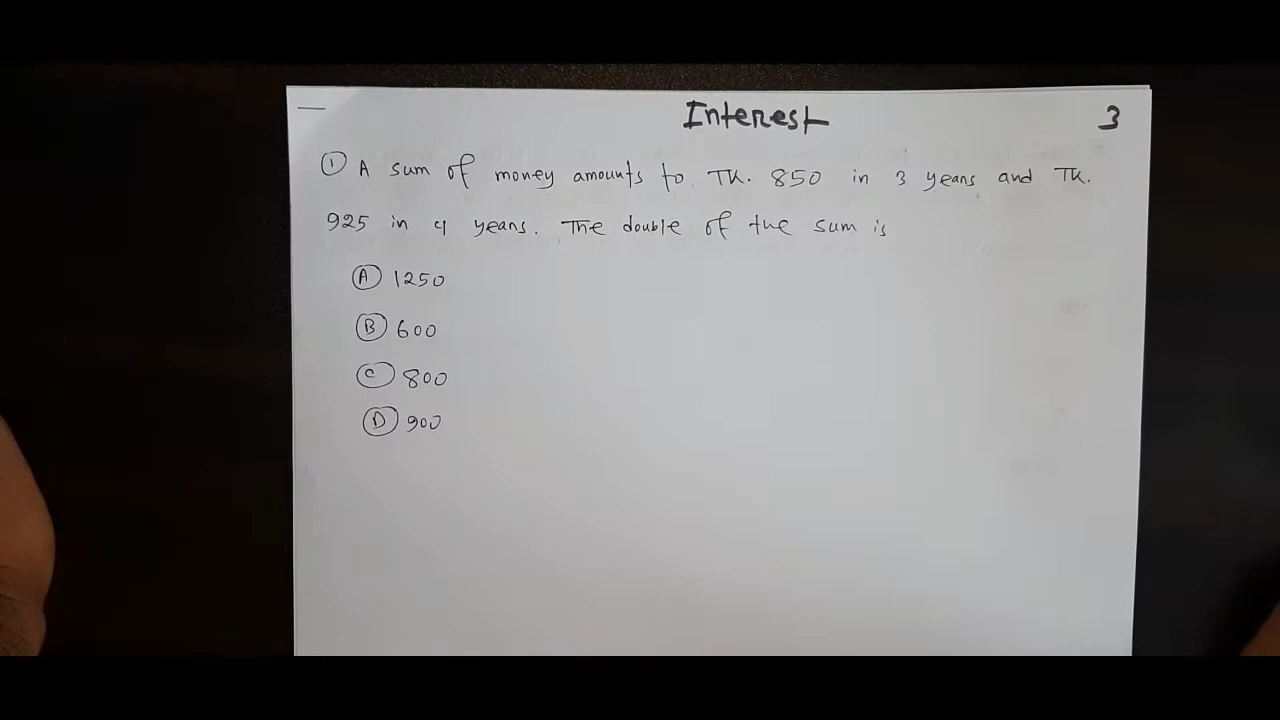 Interest 3
① A sum of money amounts to TK. 850 in 3 years and TK.
925 in 4 years. The double of the sum is
Ⓐ 1250
Ⓑ 600
Ⓒ 800
Ⓓ 900